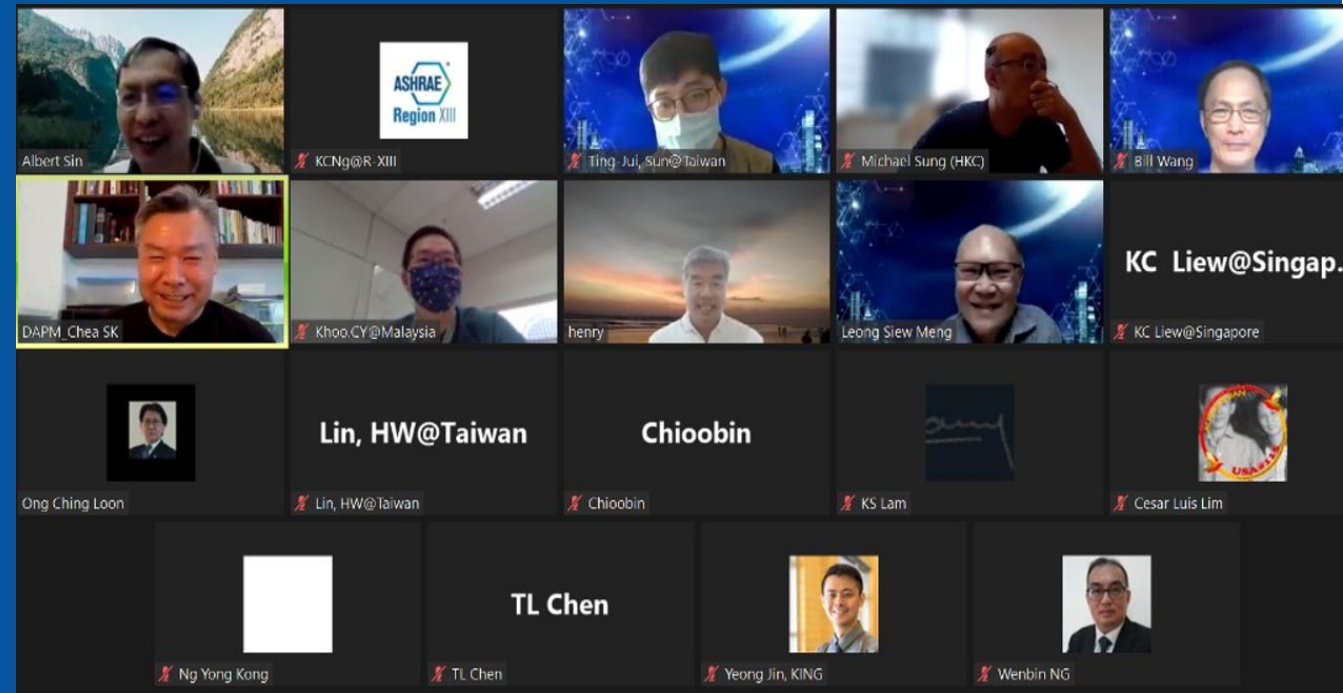 Albert Sin
ASHRAE
Region XIII
KCNg@R-XIII
Ting-Jui, Sun@Taiwan
Michael Sung (HKC)
Bill Wang
DAPM_Chea SK
Khoo.CY@Malaysia
henry
Leong Siew Meng
KC Liew@Singap.
KC Liew@Singapore
Ong Ching Loon
Lin, HW@Taiwan
Lin, HW@Taiwan
Chioobin
Chioobin
KS Lam
USA#114
Cesar Luis Lim
Ng Yong Kong
TL Chen
TL Chen
Yeong Jin, KING
Wenbin NG